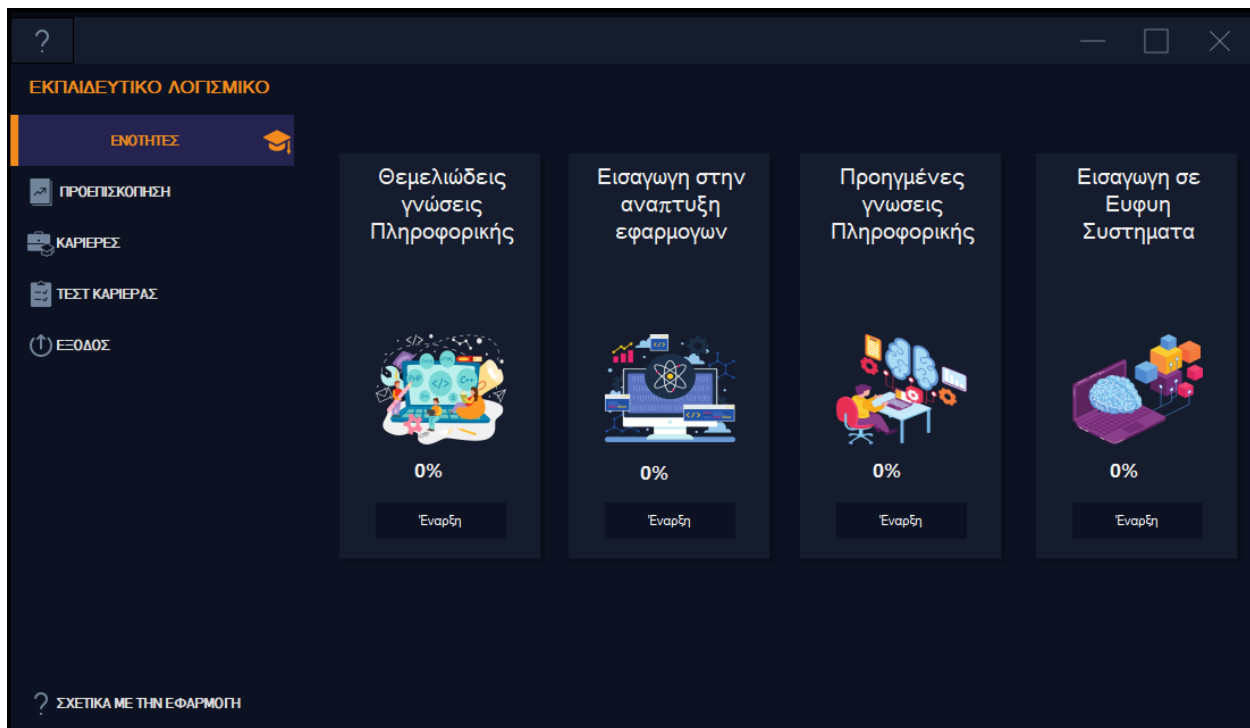 ?
ΕΚΠΑΙΔΕΥΤΙΚΟ ΛΟΓΙΣΜΙΚΟ
ΕΝΟΤΗΤΕΣ
ΠΡΟΕΠΙΣΚΟΠΗΣΗ
ΚΑΡΙΕΡΕΣ
ΤΕΣΤ ΚΑΡΙΕΡΑΣ
ΕΞΟΔΟΣ
Θεμελιώδεις
γνώσεις
Πληροφορικής
0%
Έναρξη
Εισαγωγη στην
αναπτυξη
εφαρμογων
0%
Έναρξη
Προηγμένες
γνωσεις
Πληροφορικής
0%
Έναρξη
Εισαγωγη σε
Ευφυη
Συστηματα
0%
Έναρξη
? ΣΧΕΤΙΚΑ ΜΕ ΤΗΝ ΕΦΑΡΜΟΓΗ